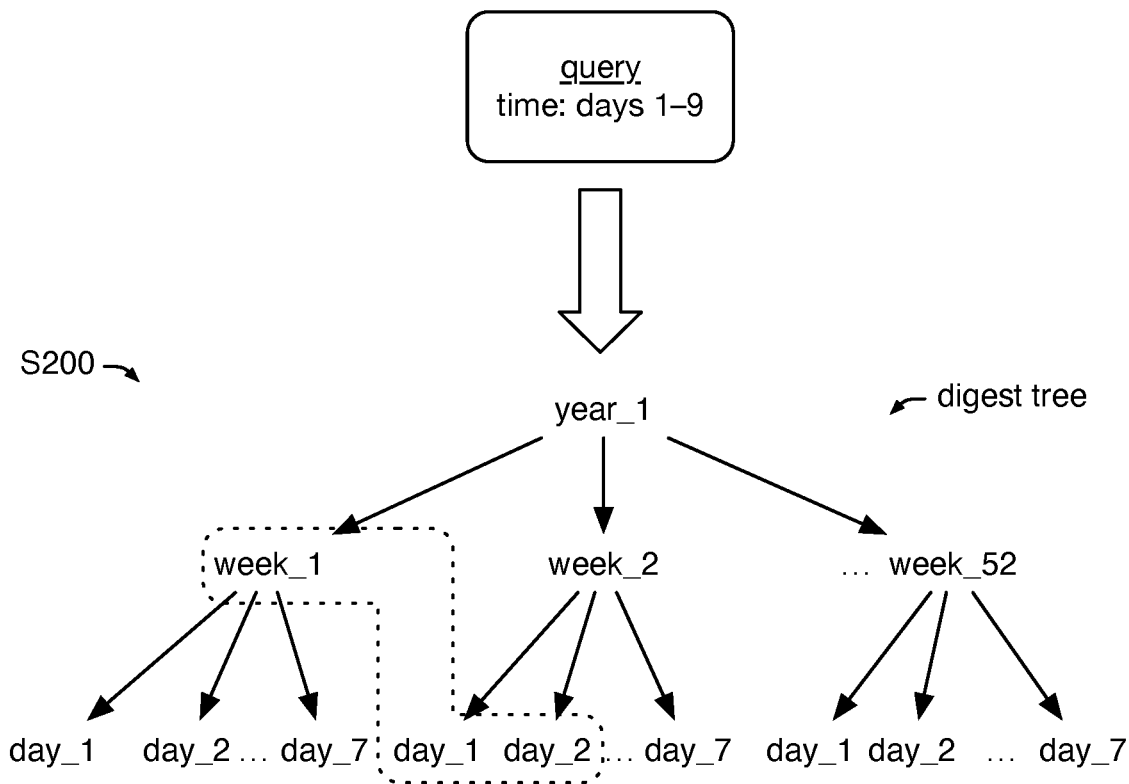 query
time: days 1–9
S200
year_1
digest tree
week_1 week_2 ... week_52
day_1 day_2 ... day_7 day_1 day_2 ... day_7 day_1 day_2 ... day_7